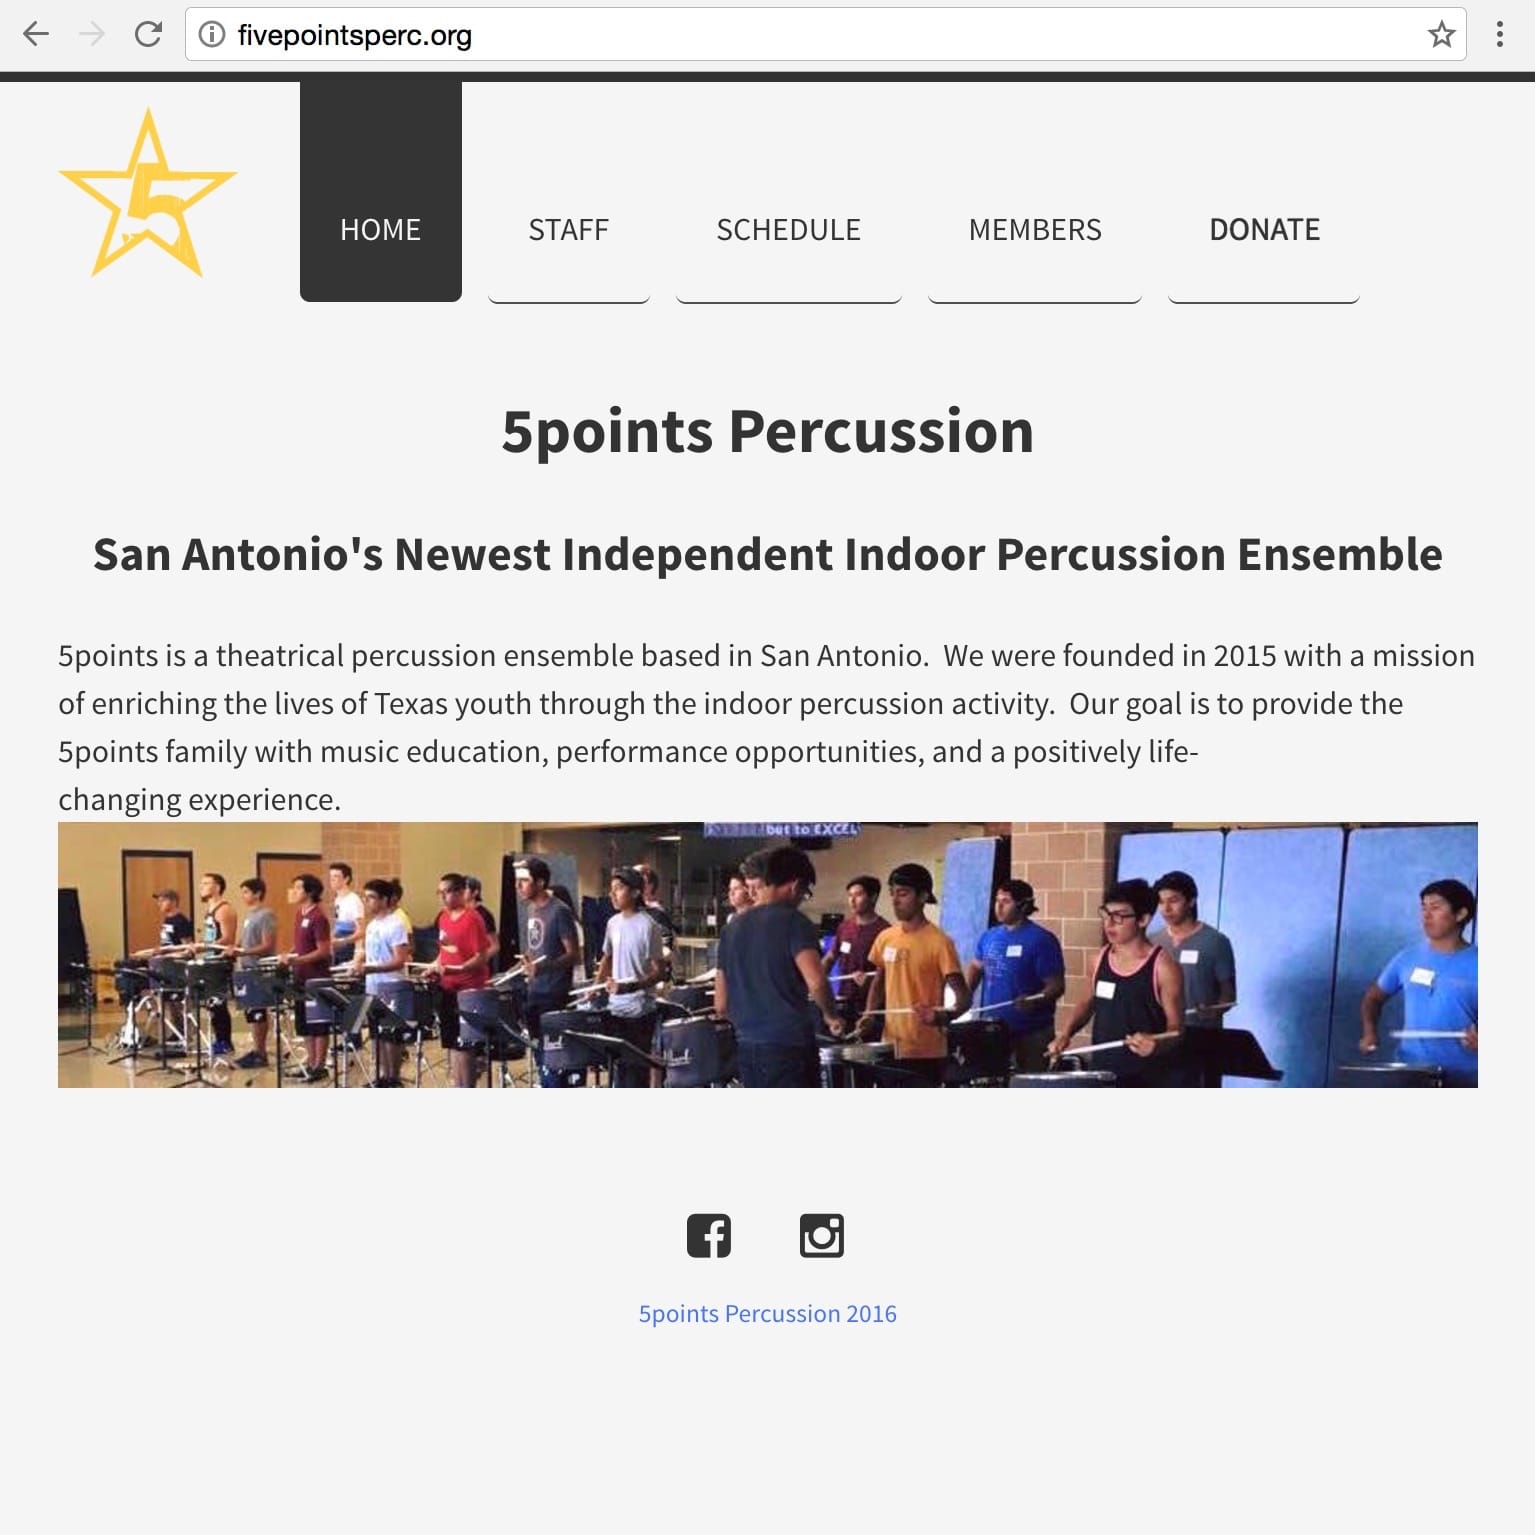 fivepointsperc.org
5
HOME STAFF SCHEDULE MEMBERS DONATE
5points Percussion
San Antonio's Newest Independent Indoor Percussion Ensemble
5points is a theatrical percussion ensemble based in San Antonio.  We were founded in 2015 with a mission
of enriching the lives of Texas youth through the indoor percussion activity.  Our goal is to provide the
5points family with music education, performance opportunities, and a positively life-
changing experience.
but to EXCEL
5points Percussion 2016